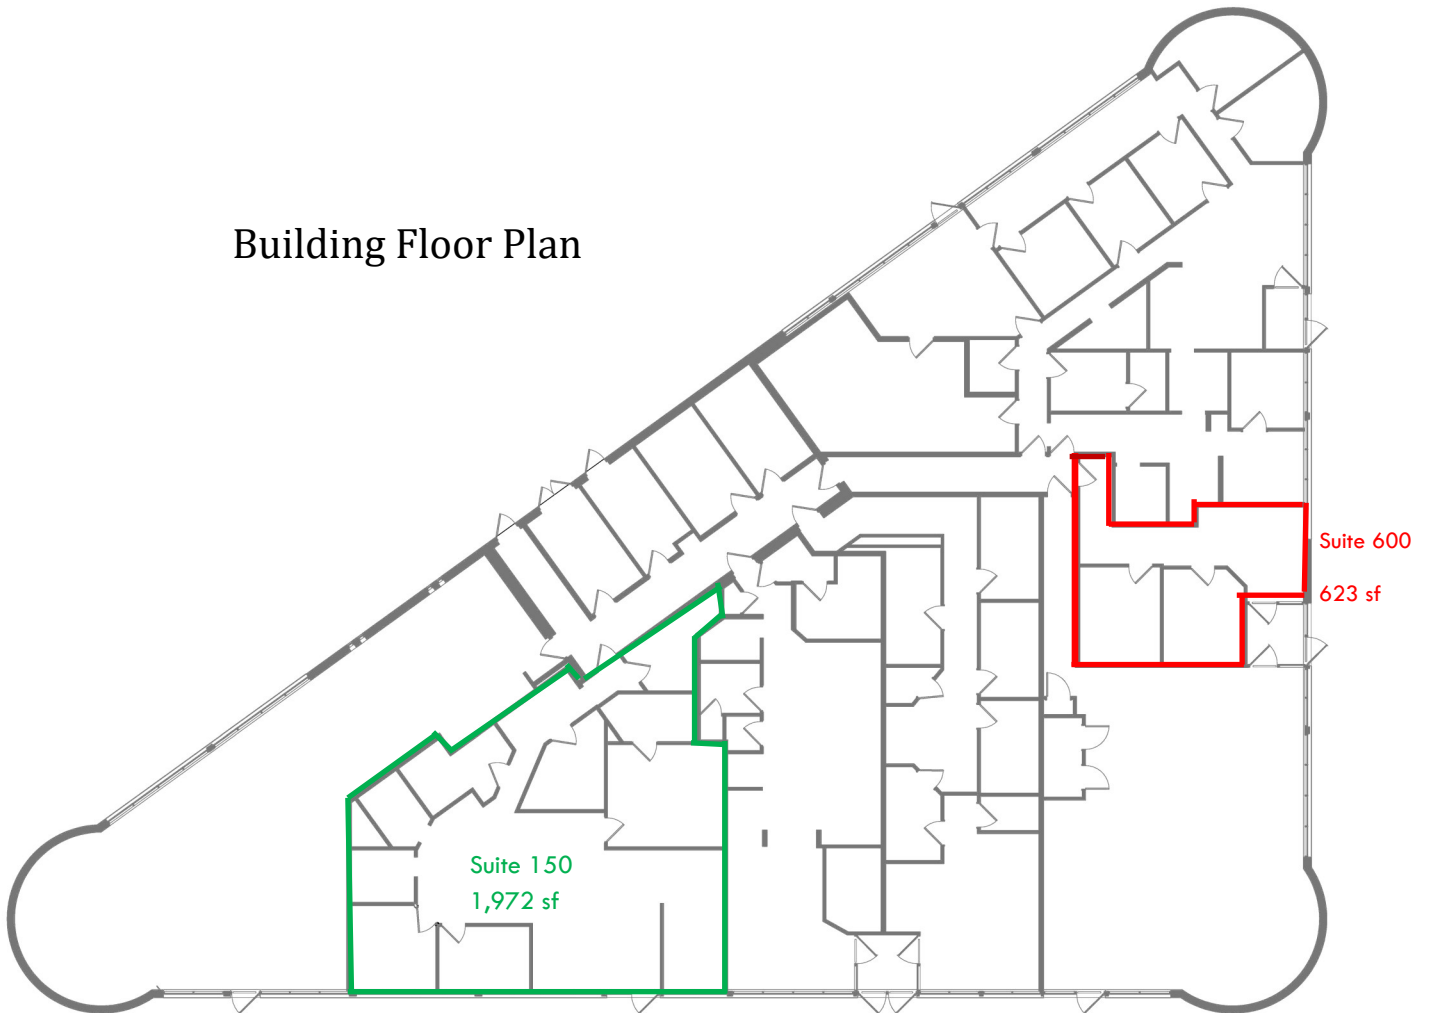 Building Floor Plan
Suite 600
623 sf
Suite 150
1,972 sf